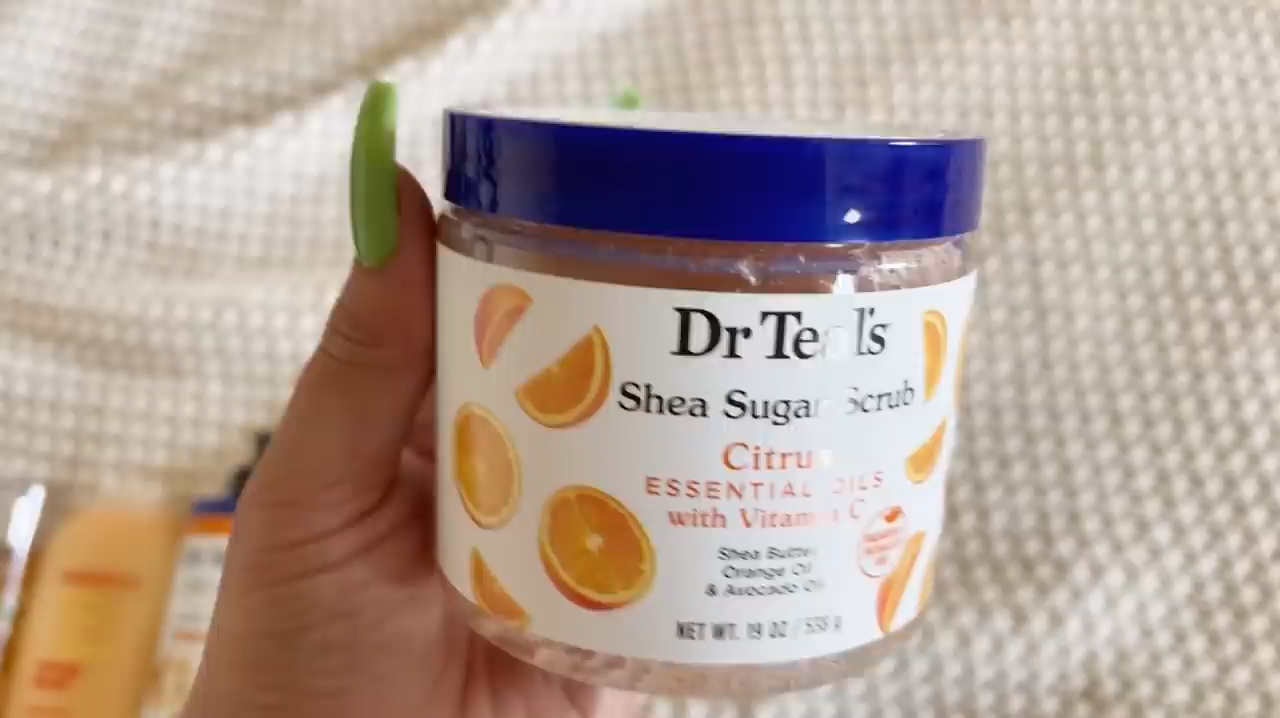 Dr Teal's
Shea Sugar Scrub
Citrus
ESSENTIAL OILS
with Vitamin C
Shea Butter
Orange Oil
& Avocado Oil
NET WT. 19 OZ / 538 g